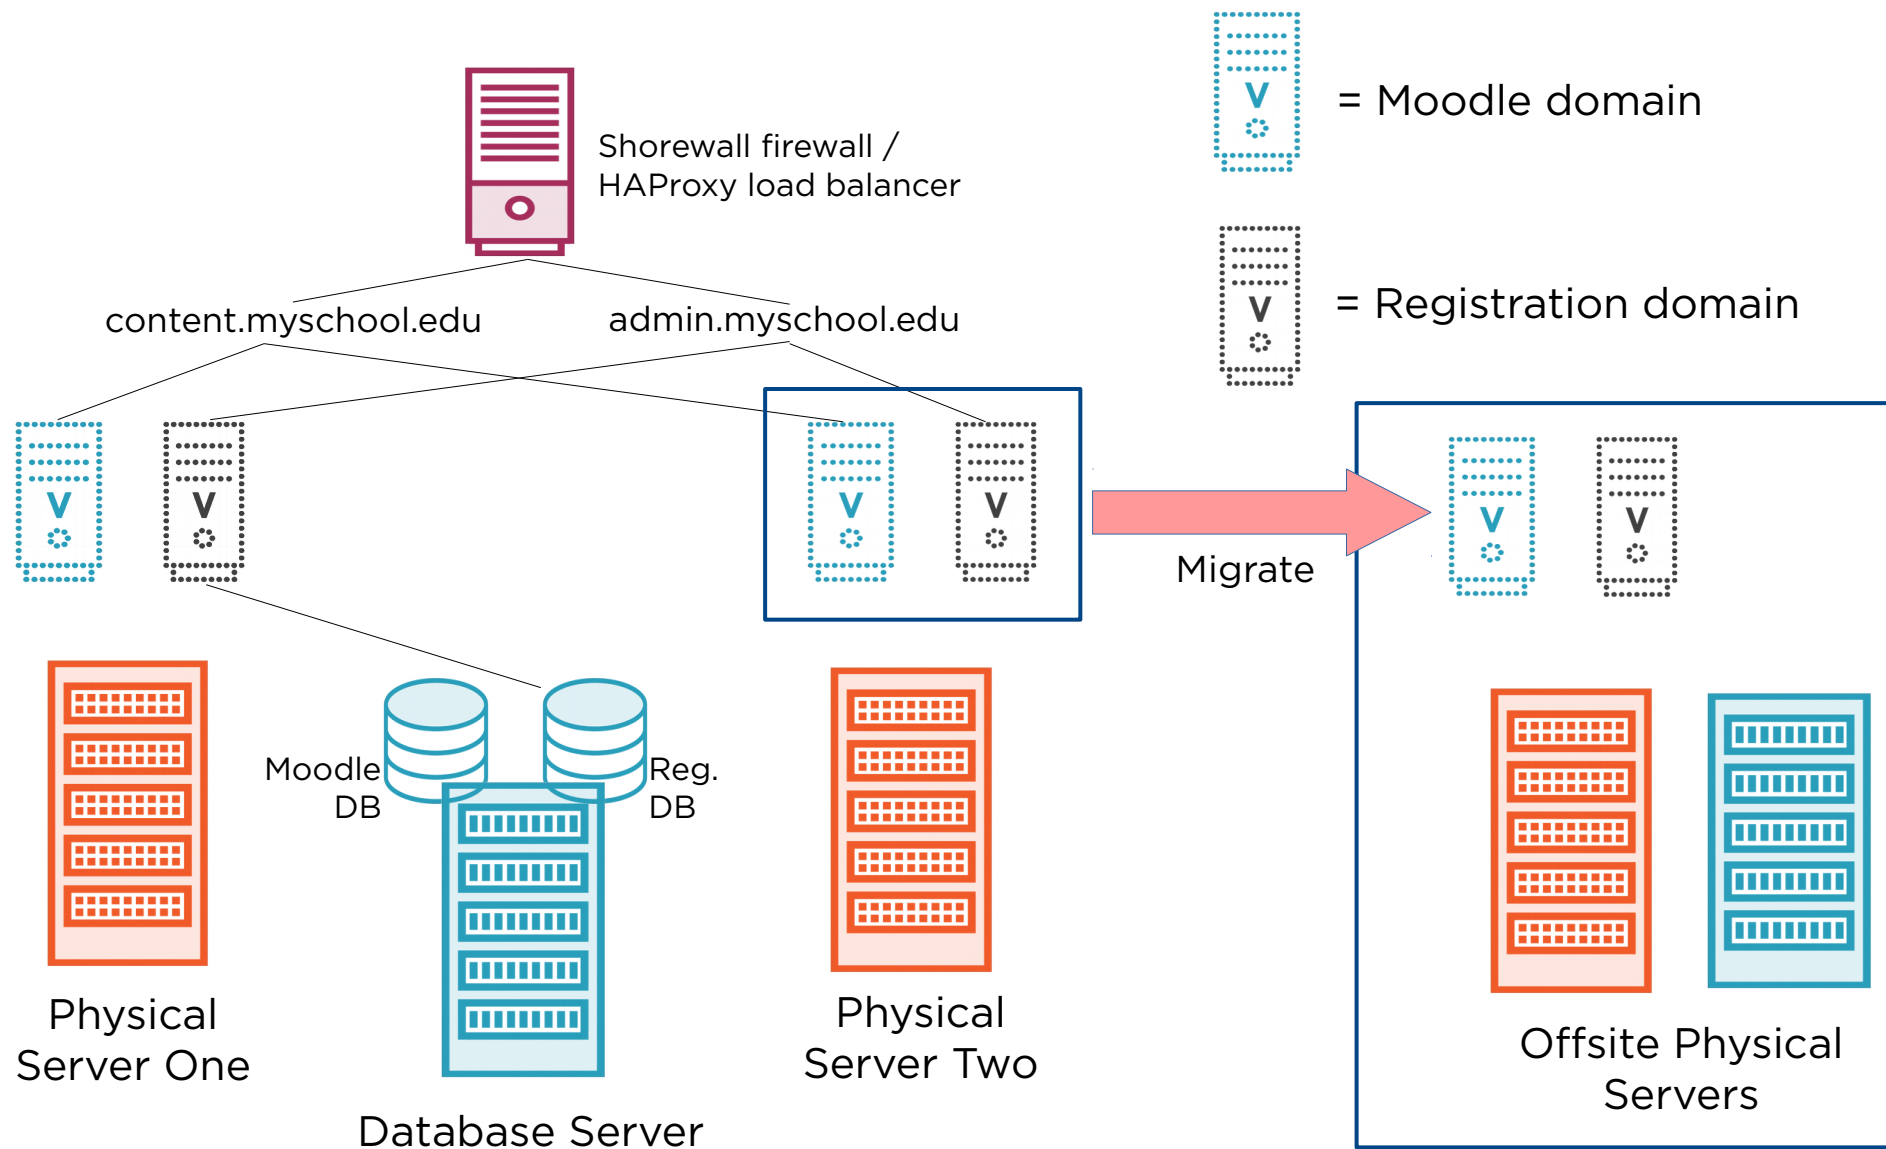 Shorewall firewall /
HAProxy load balancer
V
= Moodle domain
V
= Registration domain
content.myschool.edu
admin.myschool.edu
V
V
V
V
V
V
Migrate
Moodle
DB
Reg.
DB
Physical
Server One
Database Server
Physical
Server Two
Offsite Physical
Servers